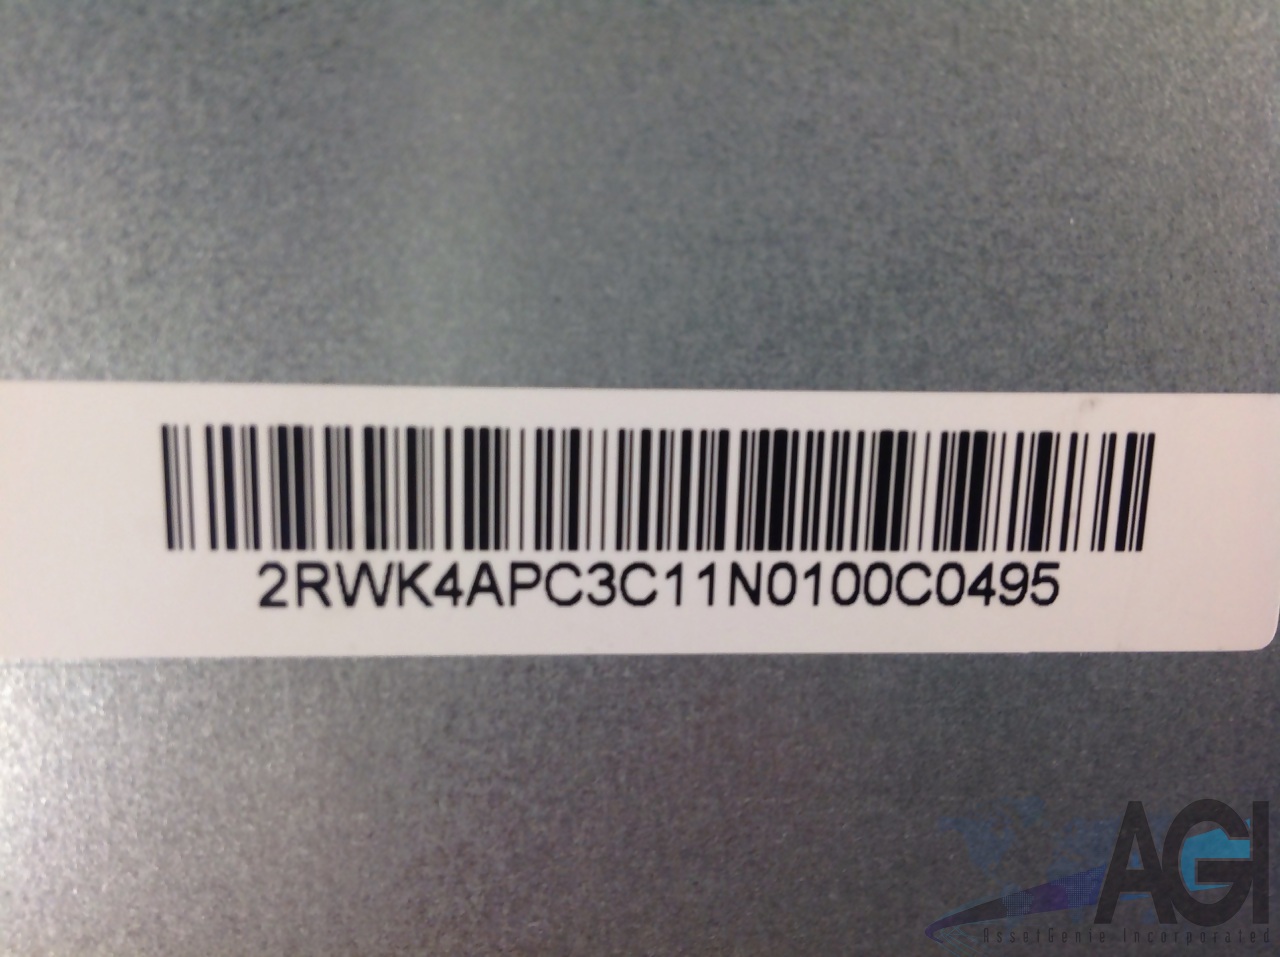 2RWK4APC3C11N0100C0495
AGI
AssetGenie Incorporated